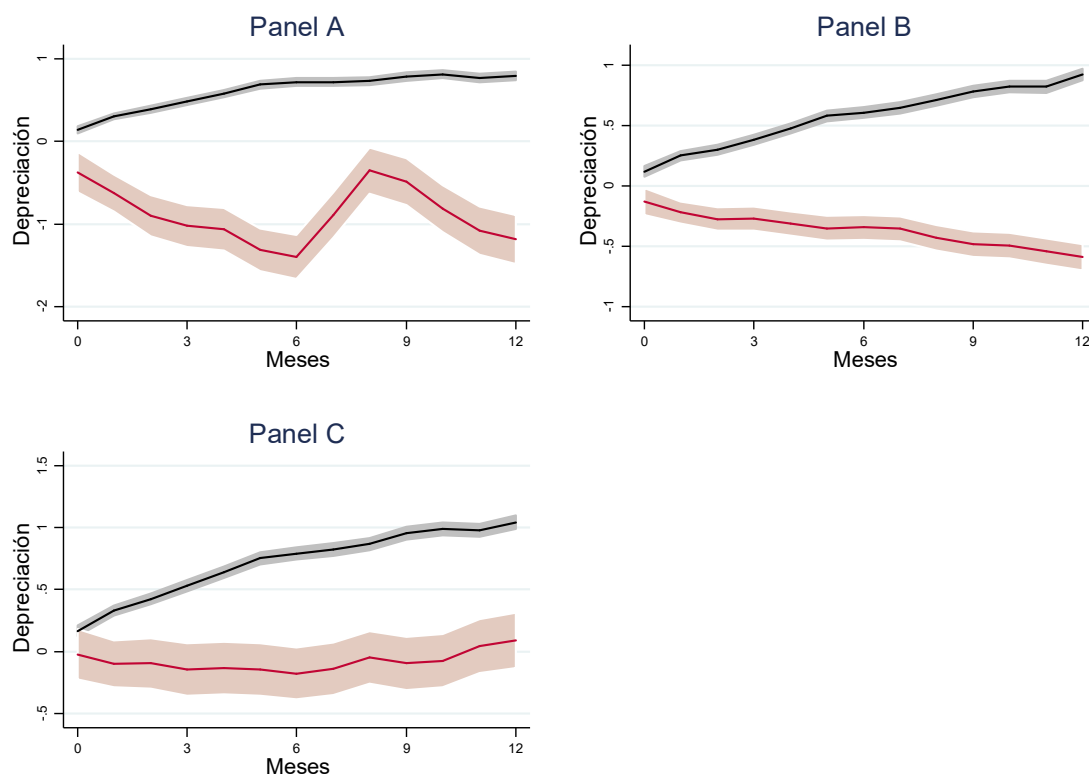 Panel A
Depreciación
1
0
-1
-2
0 3 6 9 12
Meses
Panel B
Depreciación
1
.5
0
-.5
-1
0 3 6 9 12
Meses
Panel C
Depreciación
1.5
1
.5
0
-.5
0 3 6 9 12
Meses